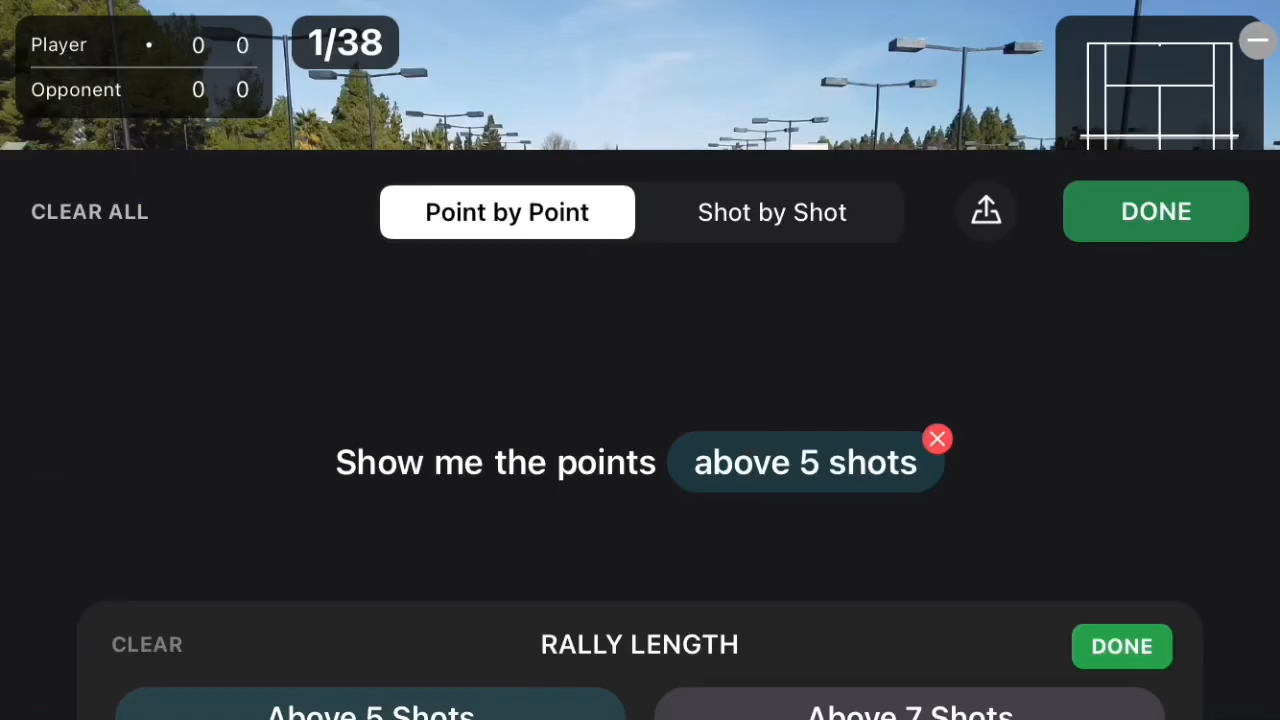 Player • 0 0
Opponent 0 0
1/38
CLEAR ALL
Point by Point
Shot by Shot
DONE
Show me the points above 5 shots
CLEAR
RALLY LENGTH
DONE
Above 5 Shots
Above 7 Shots